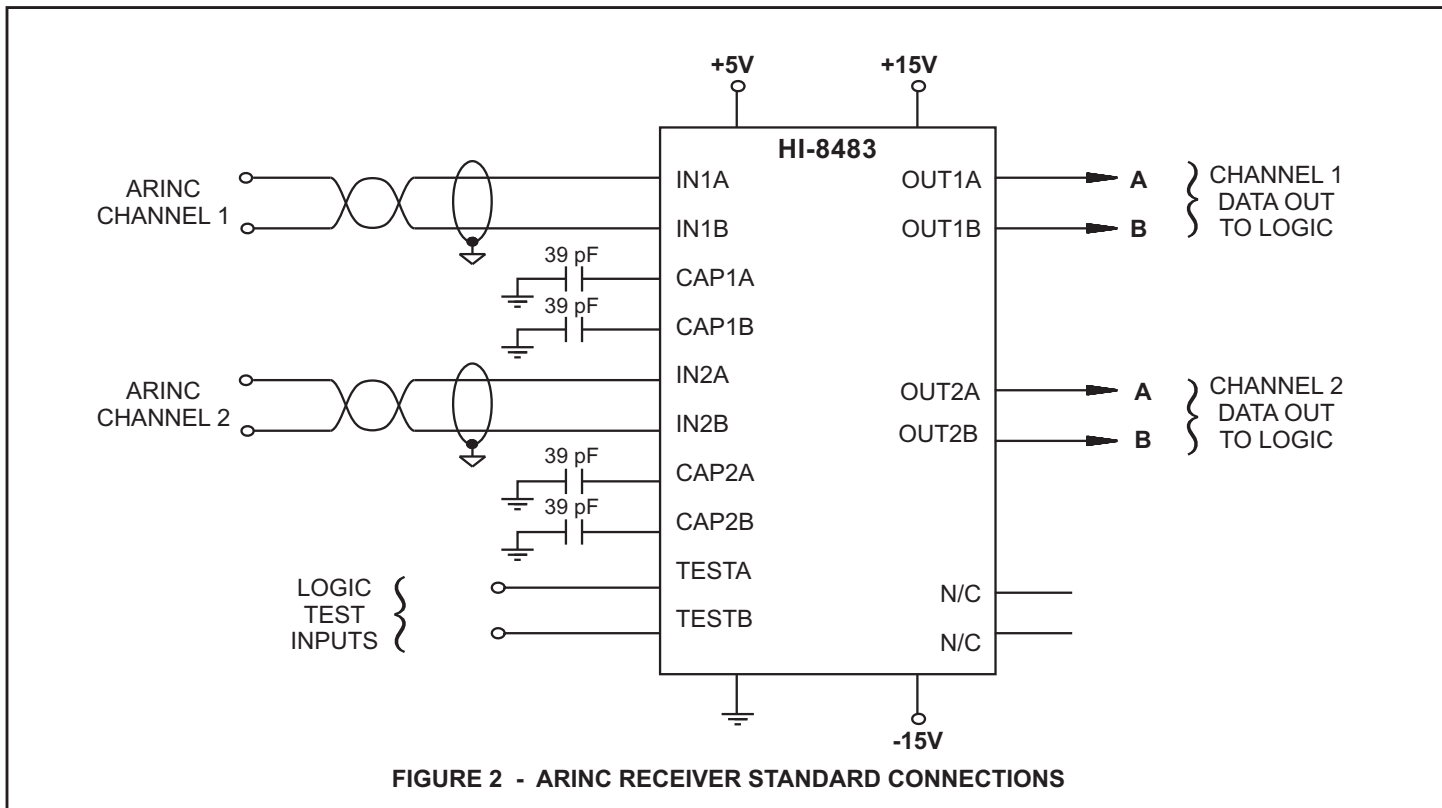 +5V
+15V
HI-8483
ARINC
CHANNEL 1
IN1A
IN1B
39 pF
CAP1A
39 pF
CAP1B
ARINC
CHANNEL 2
IN2A
IN2B
39 pF
CAP2A
39 pF
CAP2B
LOGIC
TEST
INPUTS
TESTA
TESTB
OUT1A
A
OUT1B
B
CHANNEL 1
DATA OUT
TO LOGIC
OUT2A
A
OUT2B
B
CHANNEL 2
DATA OUT
TO LOGIC
N/C
N/C
-15V
FIGURE 2 - ARINC RECEIVER STANDARD CONNECTIONS